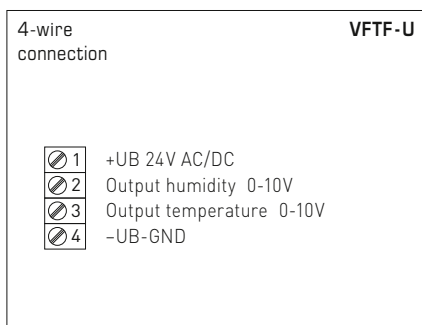 4-wire VFTF-U
connection
1 +UB 24V AC/DC
2 Output humidity 0-10V
3 Output temperature 0-10V
4 –UB-GND